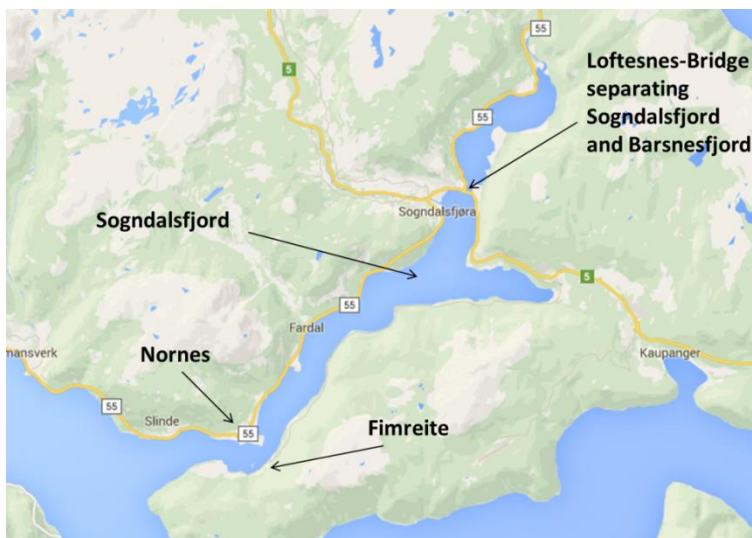 55
Loftesnes-Bridge
separating
Sogndalsfjord
and Barsnesfjord
5
55
Sogndalsfjøra
Sogndalsfjord
5
55
Fardal
Kaupanger
mansverk
Nornes
55
Slinde
55
Fimreite